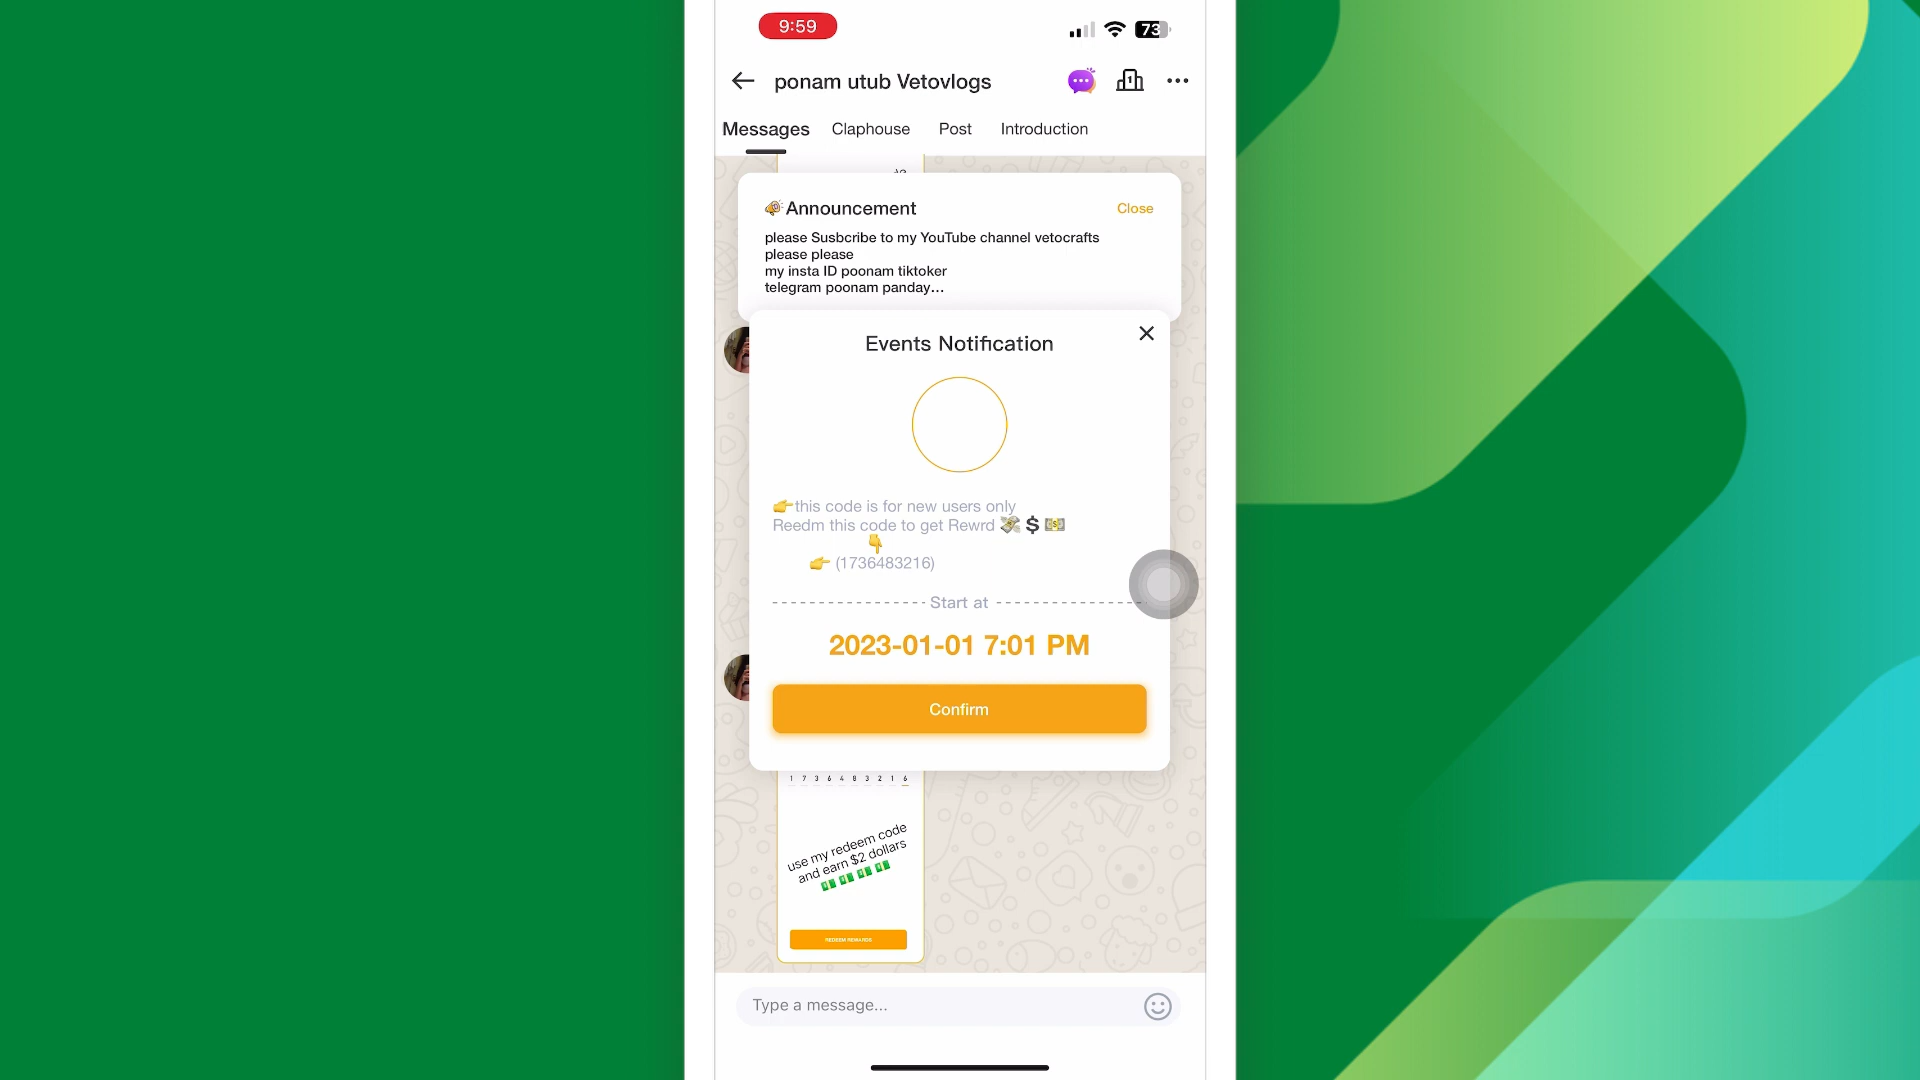 9:59
73
ponam utub Vetovlogs
Messages Claphouse Post Introduction
Announcement
Close
please Susbcribe to my YouTube channel vetocrafts
please please
my insta ID poonam tiktoker
telegram poonam panday...
Events Notification
👉this code is for new users only
Reedm this code to get Rewrd 💸 $ 💵
👇
👉 (1736483216)
Start at
2023-01-01 7:01 PM
Confirm
1 7 3 6 4 8 3 2 1 6
use my redeem code
and earn $2 dollars
💵 💵 💵 💵
REDEEM REWARDS
Type a message...